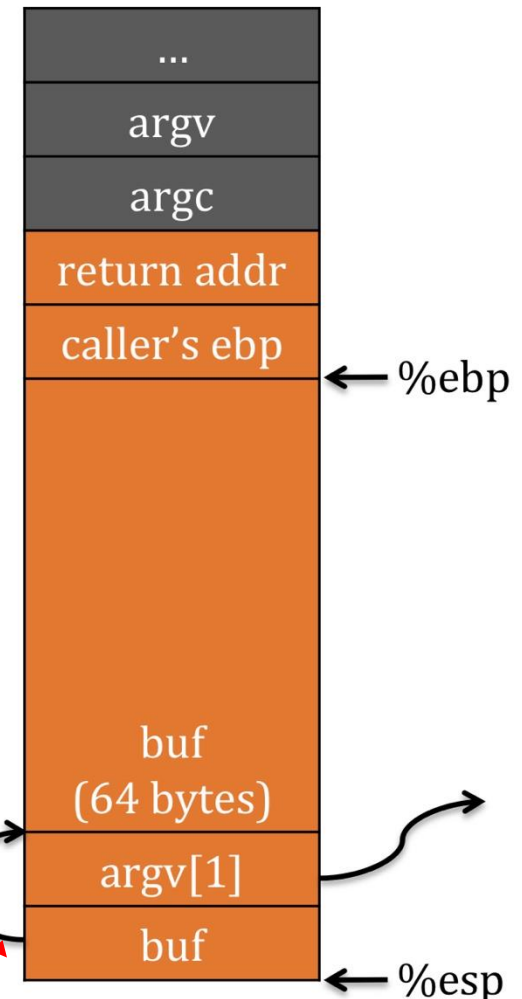 ...
argv
argc
return addr
caller’s ebp
%ebp
buf
(64 bytes)
argv[1]
buf
%esp